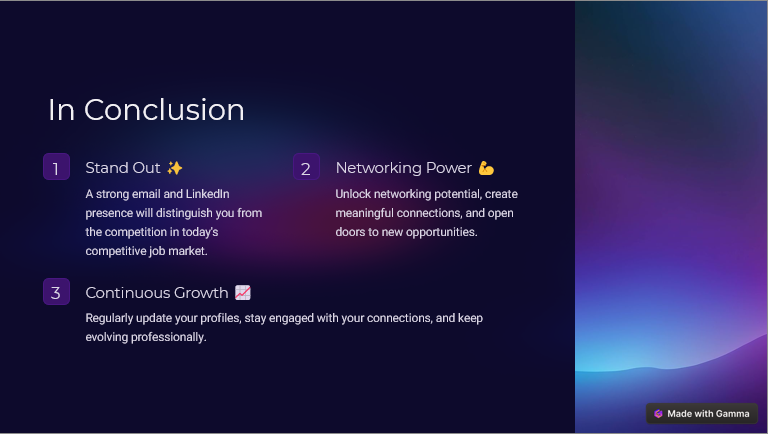 In Conclusion
1
Stand Out ✨
A strong email and LinkedIn
presence will distinguish you from
the competition in today's
competitive job market.
2
Networking Power 💪
Unlock networking potential, create
meaningful connections, and open
doors to new opportunities.
3
Continuous Growth 📈
Regularly update your profiles, stay engaged with your connections, and keep
evolving professionally.
Made with Gamma